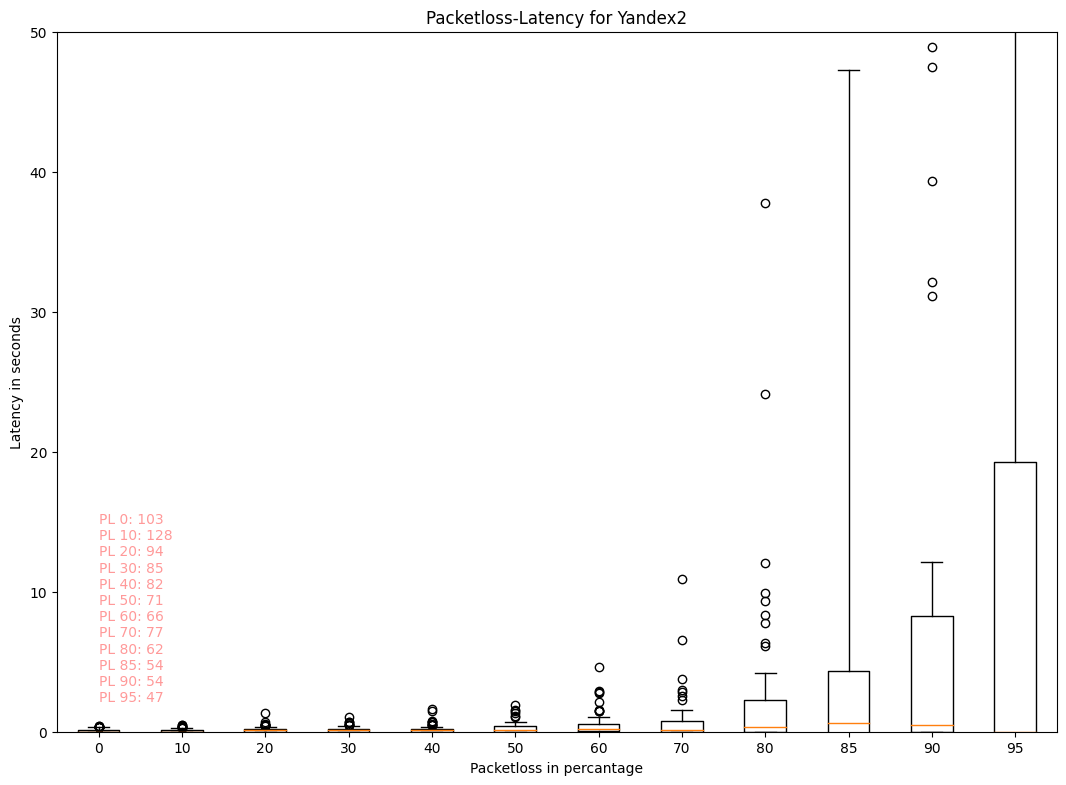 Packetloss-Latency for Yandex2
50
40
30
20
10
0
Latency in seconds
PL 0: 103
PL 10: 128
PL 20: 94
PL 30: 85
PL 40: 82
PL 50: 71
PL 60: 66
PL 70: 77
PL 80: 62
PL 85: 54
PL 90: 54
PL 95: 47
0 10 20 30 40 50 60 70 80 85 90 95
Packetloss in percantage